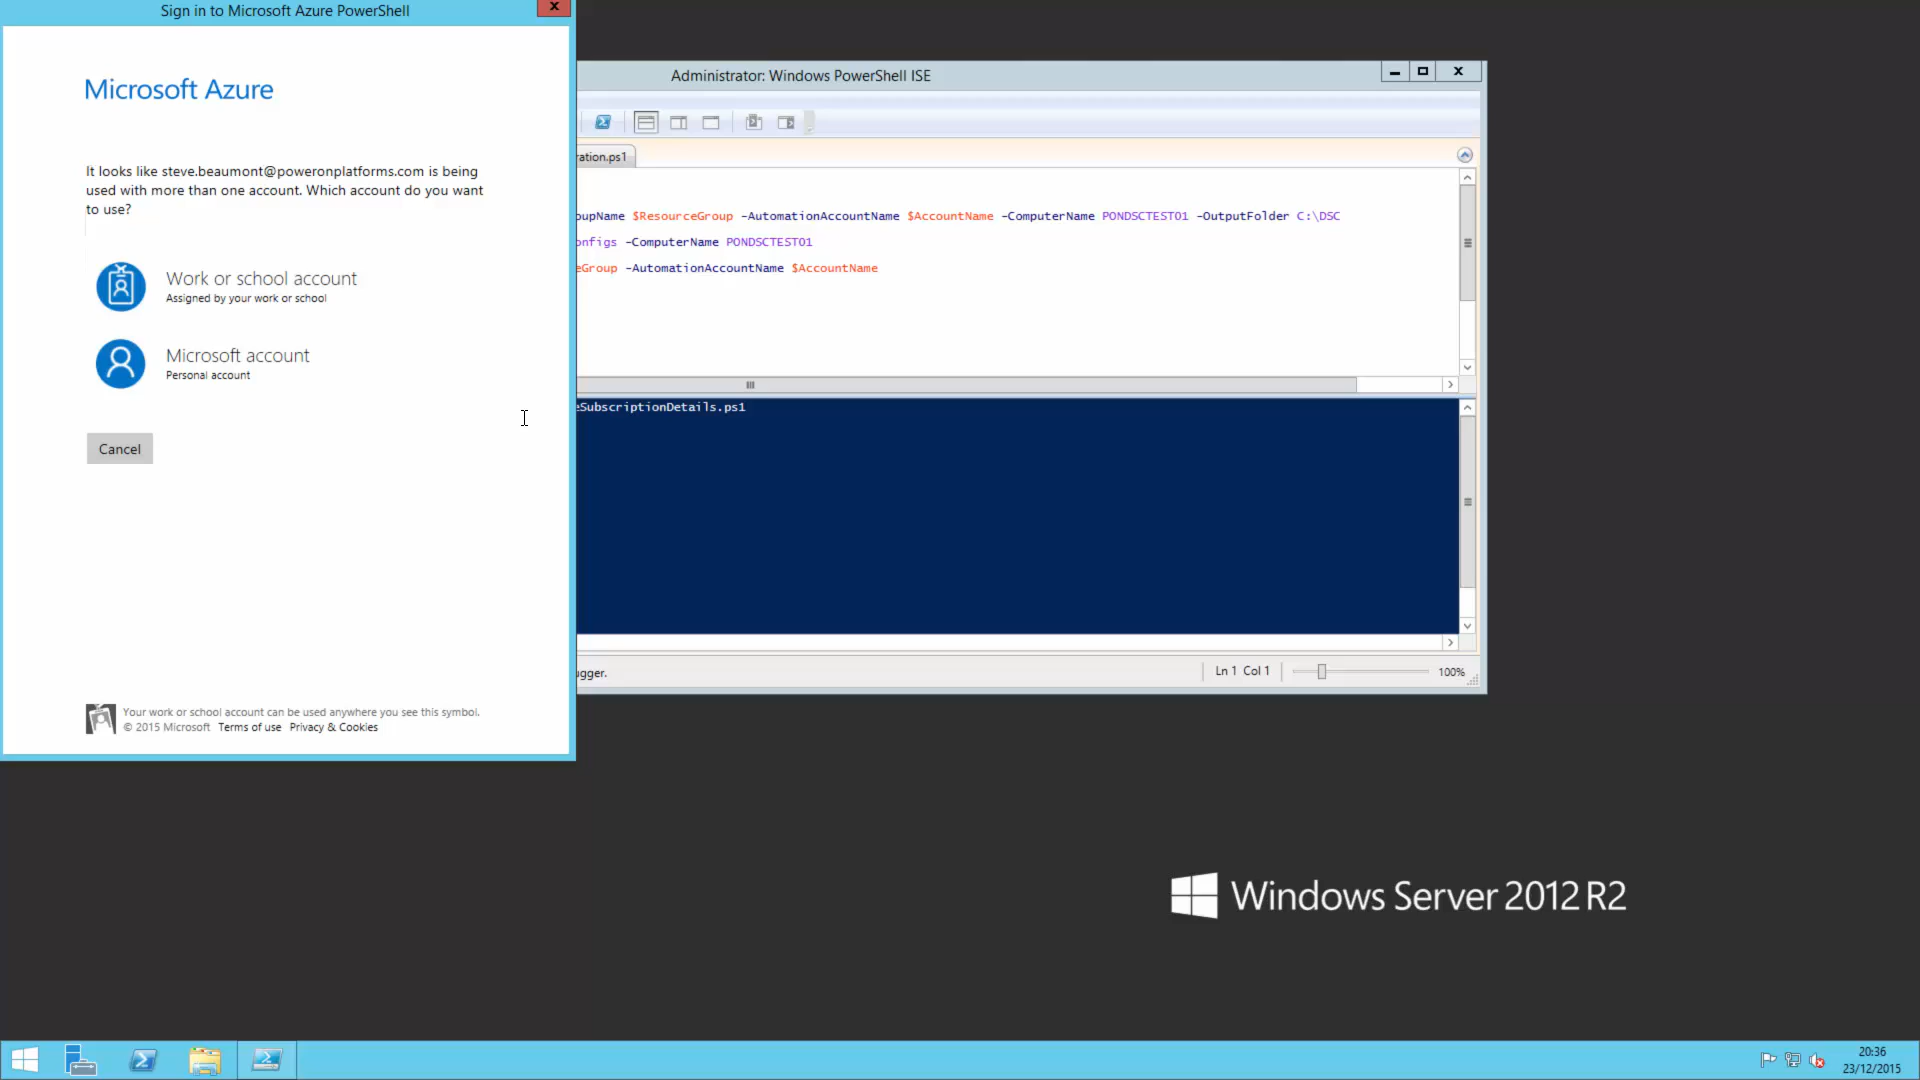 Sign in to Microsoft Azure PowerShell
X
Microsoft Azure
It looks like steve.beaumont@poweronplatforms.com is being
used with more than one account. Which account do you want
to use?
Work or school account
Assigned by your work or school
Microsoft account
Personal account
Cancel
Your work or school account can be used anywhere you see this symbol.
© 2015 Microsoft Terms of use Privacy & Cookies
Administrator: Windows PowerShell ISE
ration.ps1
oupName $ResourceGroup -AutomationAccountName $AccountName -ComputerName PONDSCTEST01 -OutputFolder C:\DSC
onfigs -ComputerName PONDSCTEST01
eGroup -AutomationAccountName $AccountName
eSubscriptionDetails.ps1
ugger.
Ln 1 Col 1
100%
Windows Server 2012 R2
20:36
23/12/2015